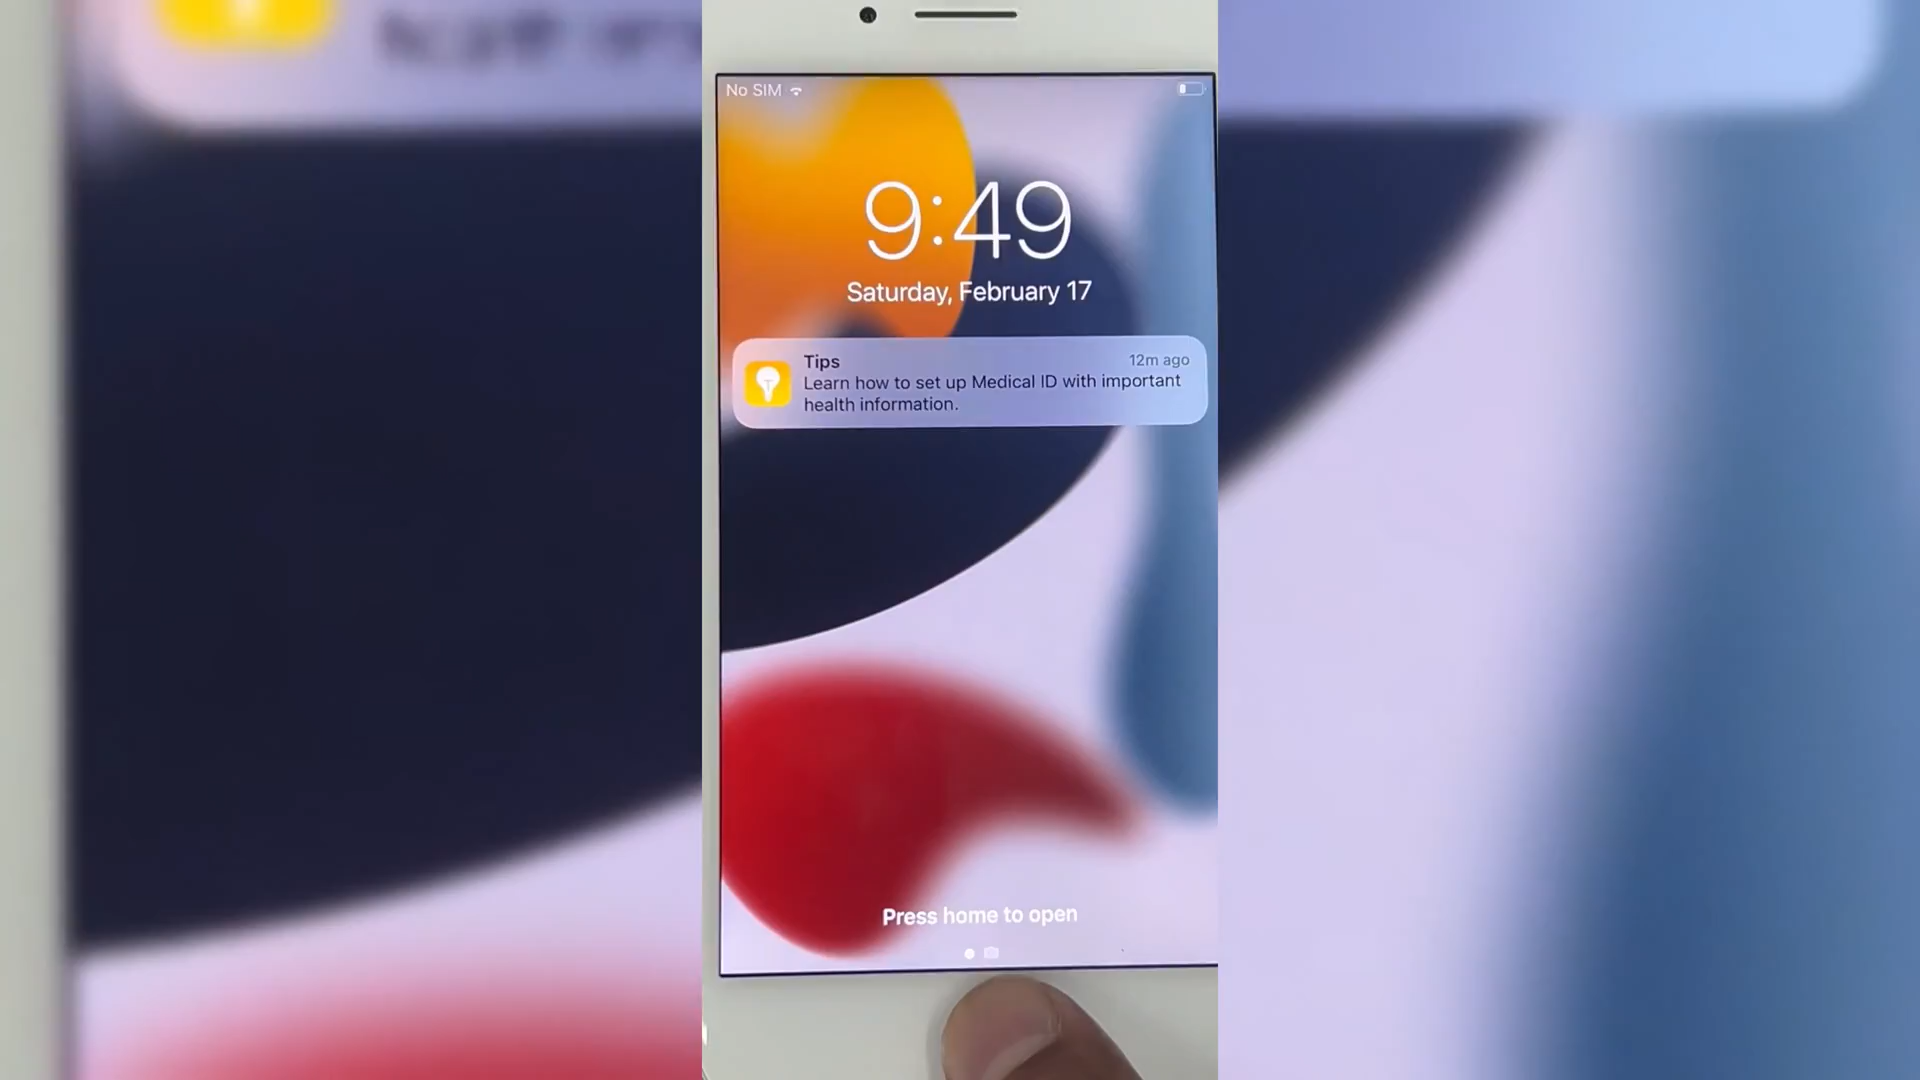 No SIM
9:49
Saturday, February 17
Tips
12m ago
Learn how to set up Medical ID with important
health information.
Press home to open